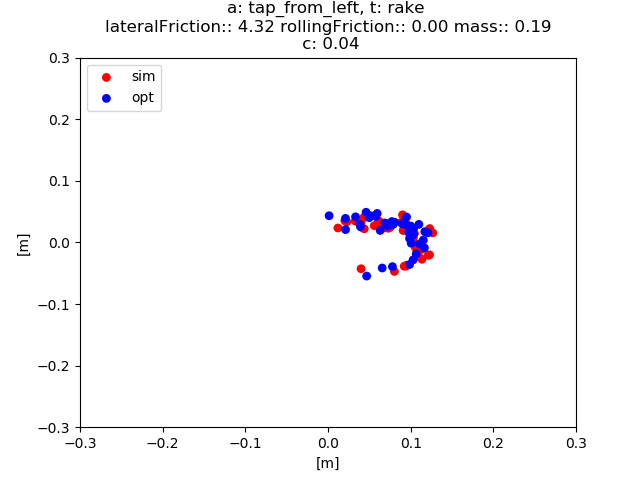 a: tap_from_left, t: rake
lateralFriction:: 4.32 rollingFriction:: 0.00 mass:: 0.19
c: 0.04
0.3
sim
opt
0.2
0.1
[m]
0.0
−0.1
−0.2
−0.3
−0.3 −0.2 −0.1 0.0 0.1 0.2 0.3
[m]